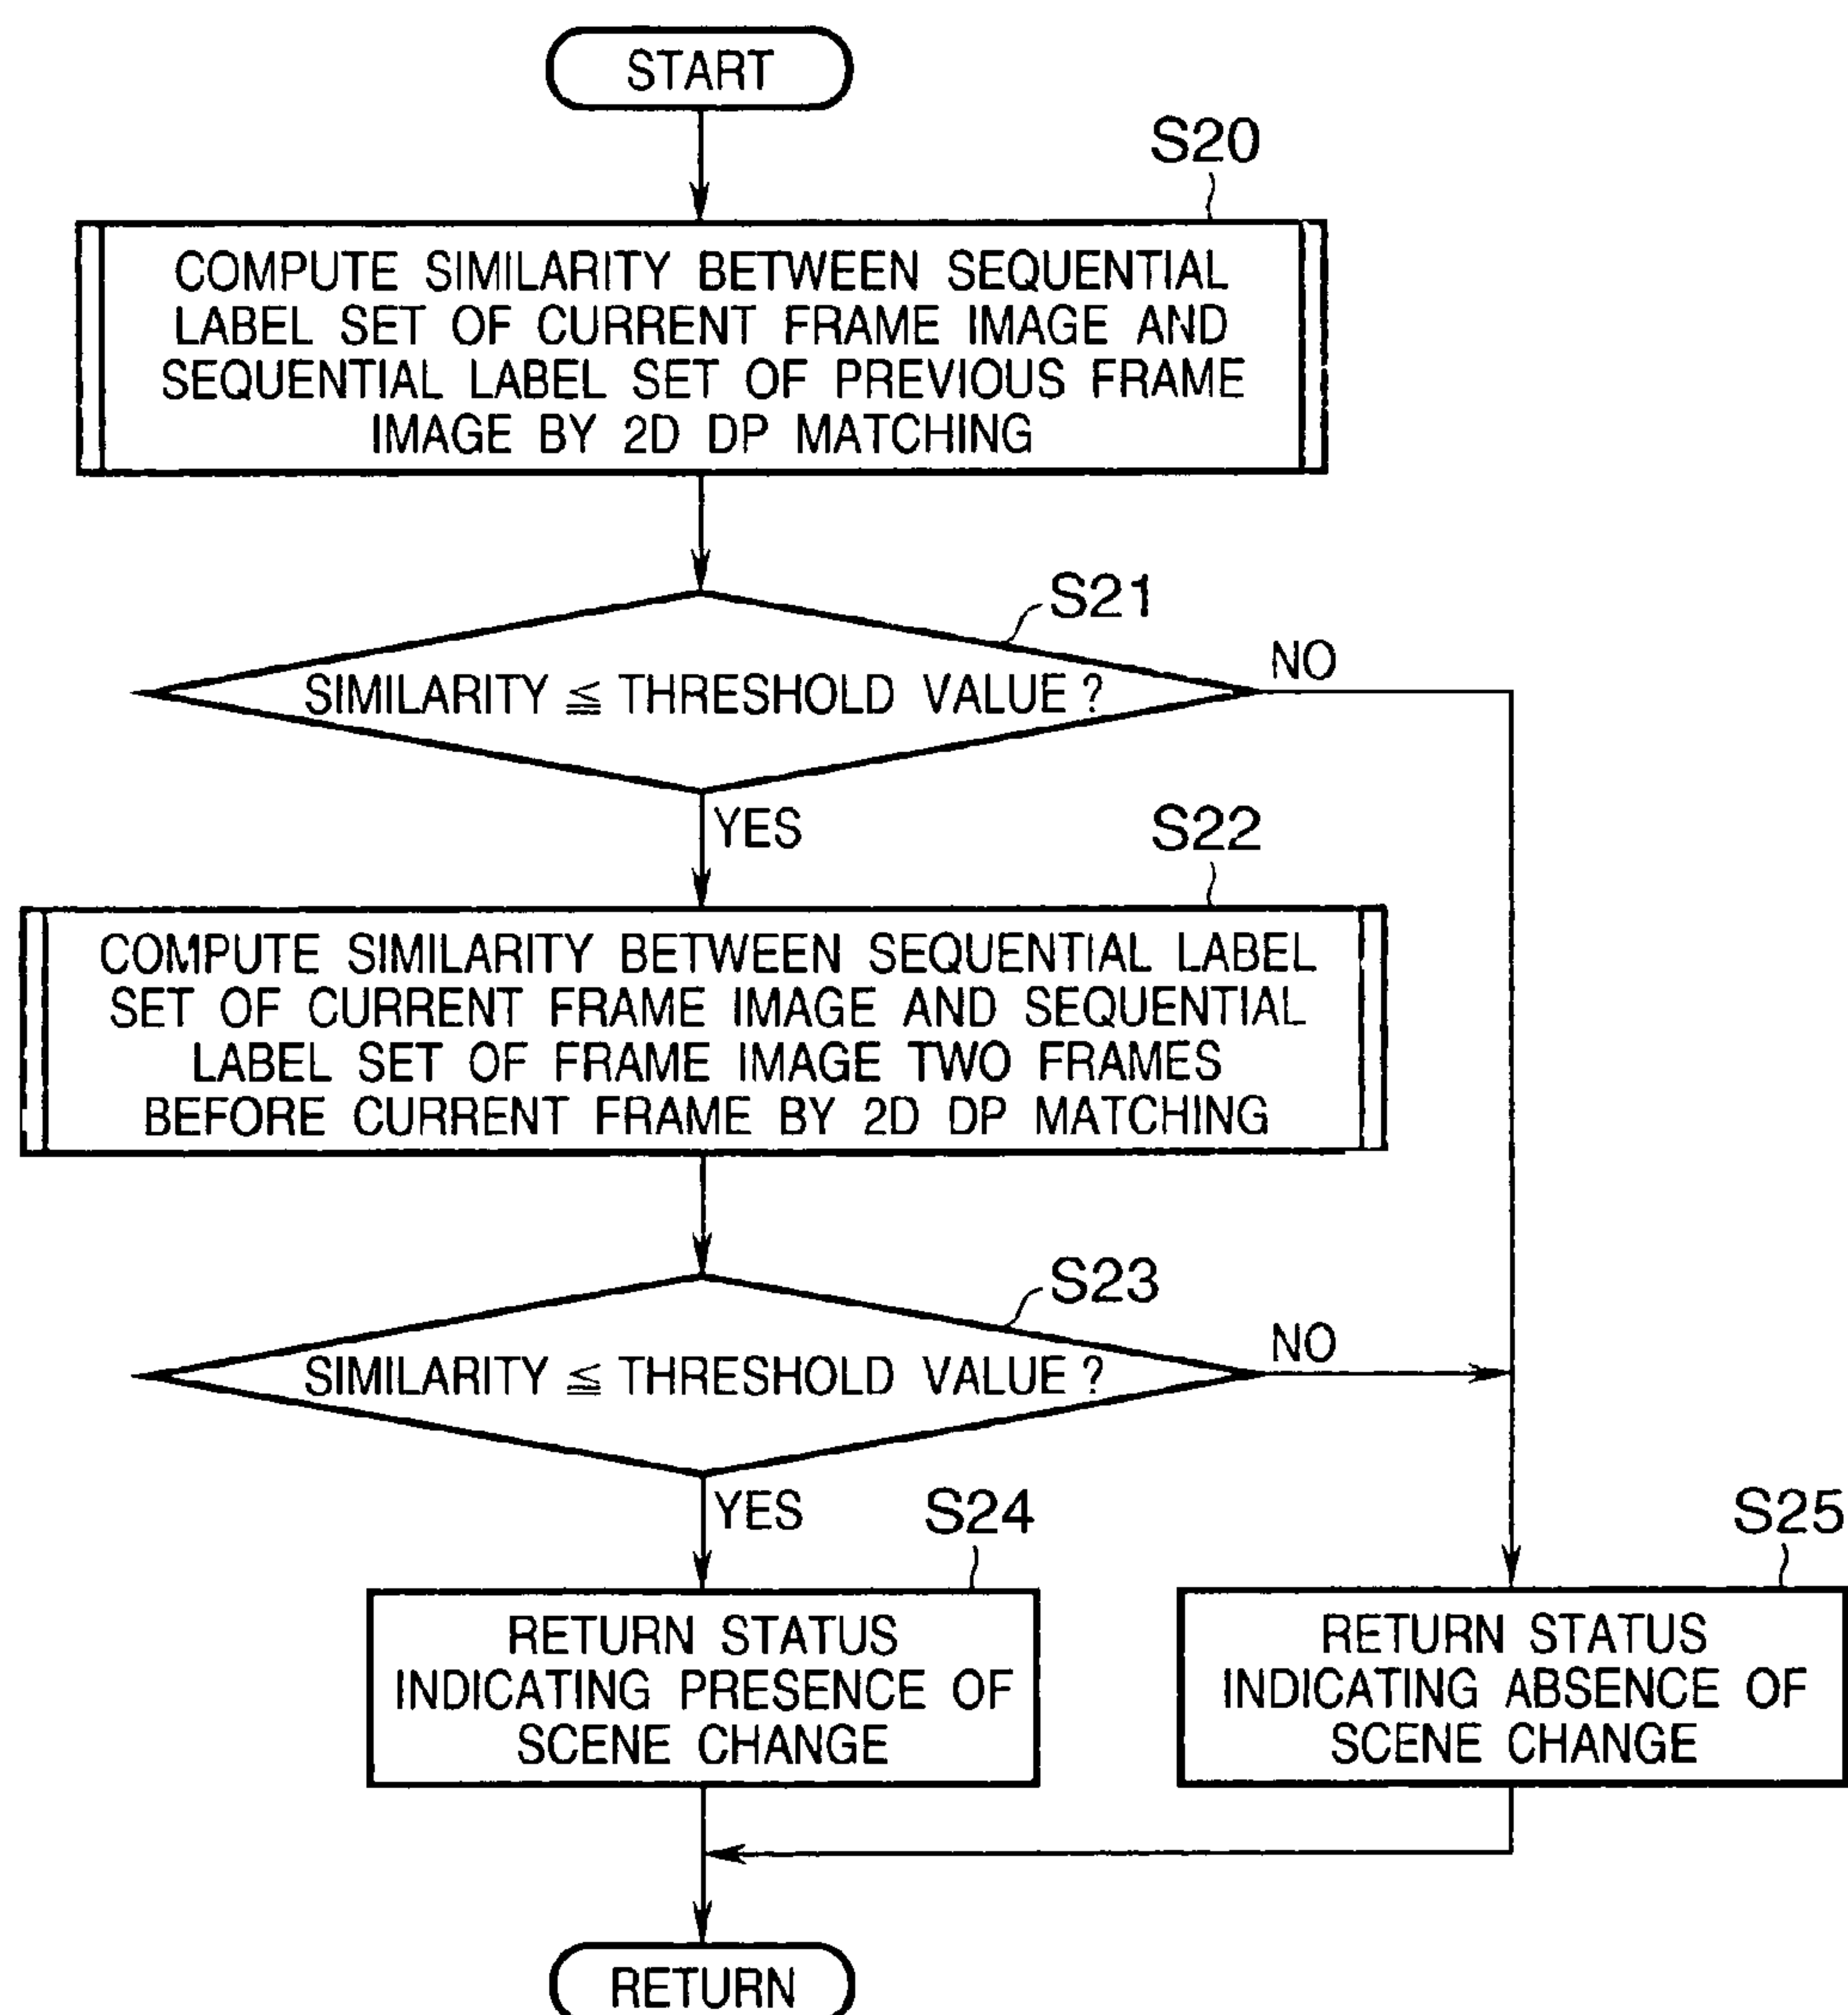 START
S20
COMPUTE SIMILARITY BETWEEN SEQUENTIAL
LABEL SET OF CURRENT FRAME IMAGE AND
SEQUENTIAL LABEL SET OF PREVIOUS FRAME
IMAGE BY 2D DP MATCHING
S21
SIMILARITY ≦ THRESHOLD VALUE ?
NO
YES
S22
COMPUTE SIMILARITY BETWEEN SEQUENTIAL LABEL
SET OF CURRENT FRAME IMAGE AND SEQUENTIAL
LABEL SET OF FRAME IMAGE TWO FRAMES
BEFORE CURRENT FRAME BY 2D DP MATCHING
S23
SIMILARITY ≦ THRESHOLD VALUE ?
NO
YES
S24
RETURN STATUS
INDICATING PRESENCE OF
SCENE CHANGE
S25
RETURN STATUS
INDICATING ABSENCE OF
SCENE CHANGE
RETURN